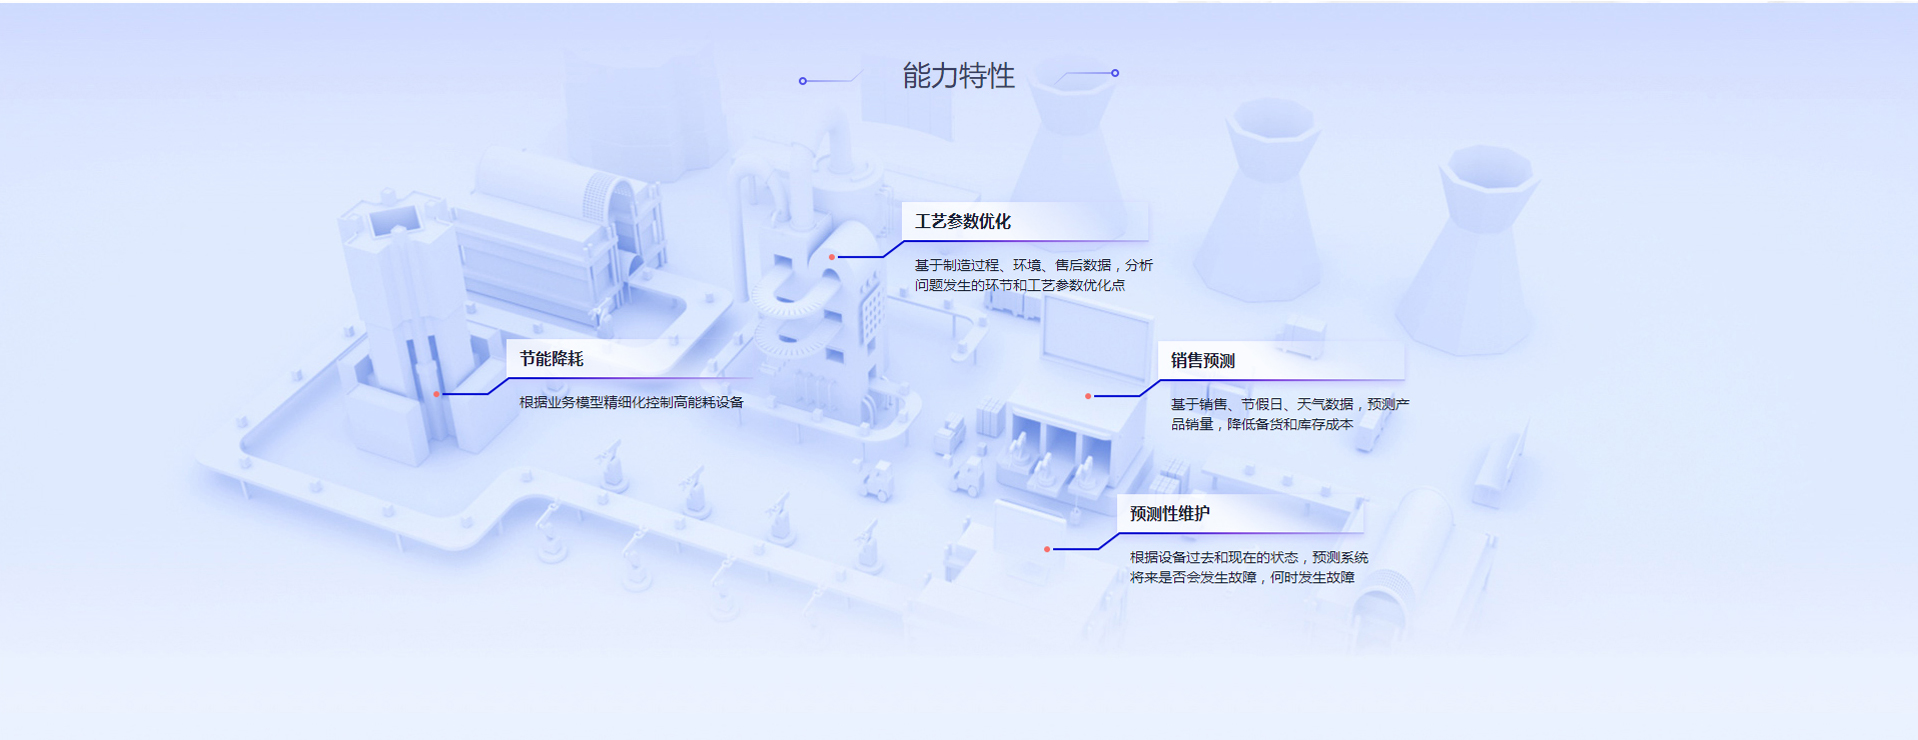 能力特性
工艺参数优化
基于制造过程、环境、售后数据，分析
问题发生的环节和工艺参数优化点
节能降耗
根据业务模型精细化控制高能耗设备
销售预测
基于销售、节假日、天气数据，预测产
品销量，降低备货和库存成本
预测性维护
根据设备过去和现在的状态，预测系统
将来是否会发生故障，何时发生故障